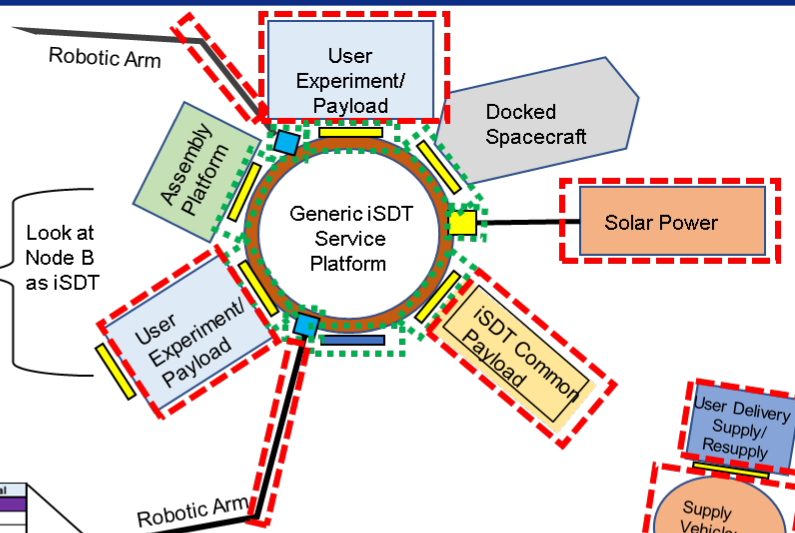 Robotic Arm
User
Experiment/
Payload
Docked
Spacecraft
Assembly
Platform
Generic iSDT
Service
Platform
Solar Power
Look at
Node B
as iSDT
User
Experiment/
Payload
iSDT Common
Payload
User Delivery
Supply/
Resupply
Robotic Arm
Supply